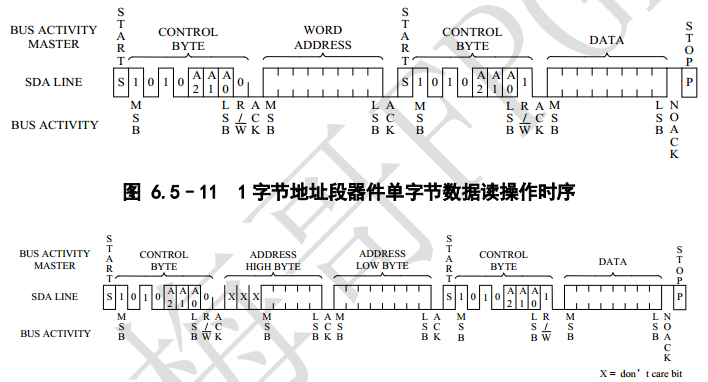 BUS ACTIVITY MASTER
START
CONTROL BYTE
WORD ADDRESS
START
CONTROL BYTE
DATA
STOP
SDA LINE
S 1 0 1 0 A2 A1 A0 0
S 1 0 1 0 A2 A1 A0 1
P
BUS ACTIVITY
MSB
LSB
R/W
ACK
MSB
LSB
ACK
MSB
LSB
R/W
ACK
MSB
LSB
NO ACK
图 6.5-11 1字节地址段器件单字节数据读操作时序
BUS ACTIVITY MASTER
START
CONTROL BYTE
ADDRESS HIGH BYTE
ADDRESS LOW BYTE
START
CONTROL BYTE
DATA
STOP
SDA LINE
S 1 0 1 0 A2 A1 A0 0
X X X
S 1 0 1 0 A2 A1 A0 1
P
BUS ACTIVITY
MSB
LSB
R/W
ACK
MSB
LSB
ACK
MSB
LSB
ACK
MSB
LSB
R/W
ACK
MSB
LSB
NO ACK
X = don't care bit
梅哥FPGA